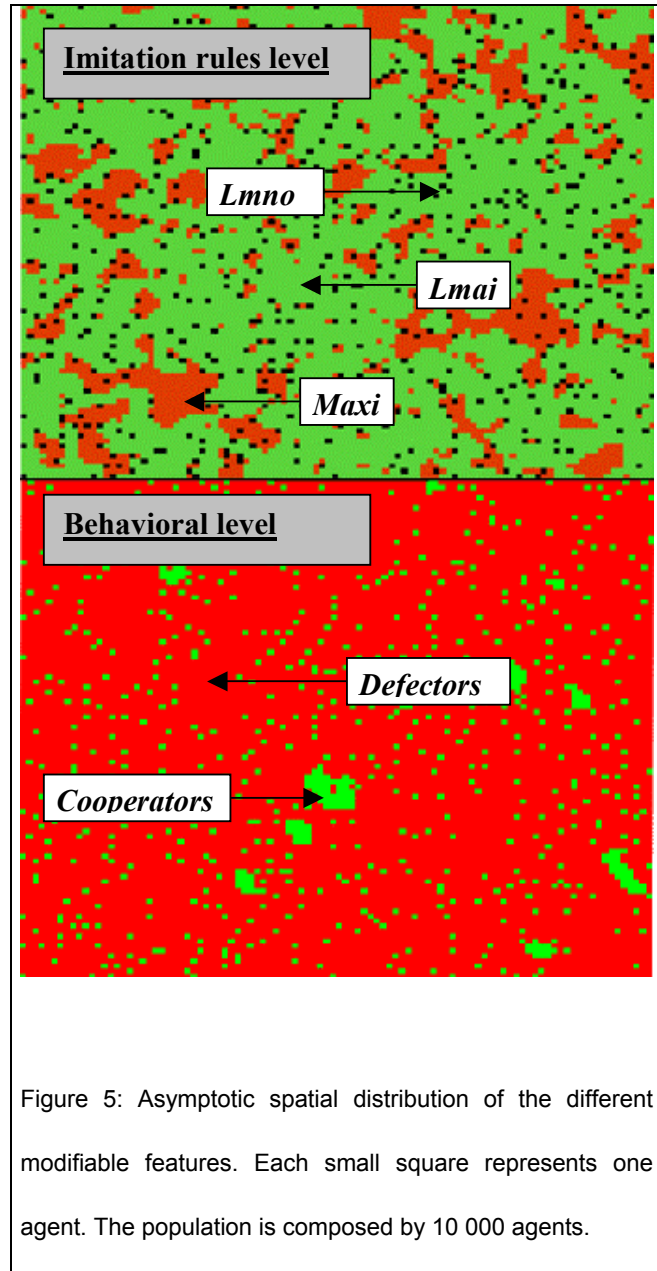 Imitation rules level
Lmno
Lmai
Maxi
Behavioral level
Defectors
Cooperators
Figure 5: Asymptotic spatial distribution of the different
modifiable features. Each small square represents one
agent. The population is composed by 10 000 agents.